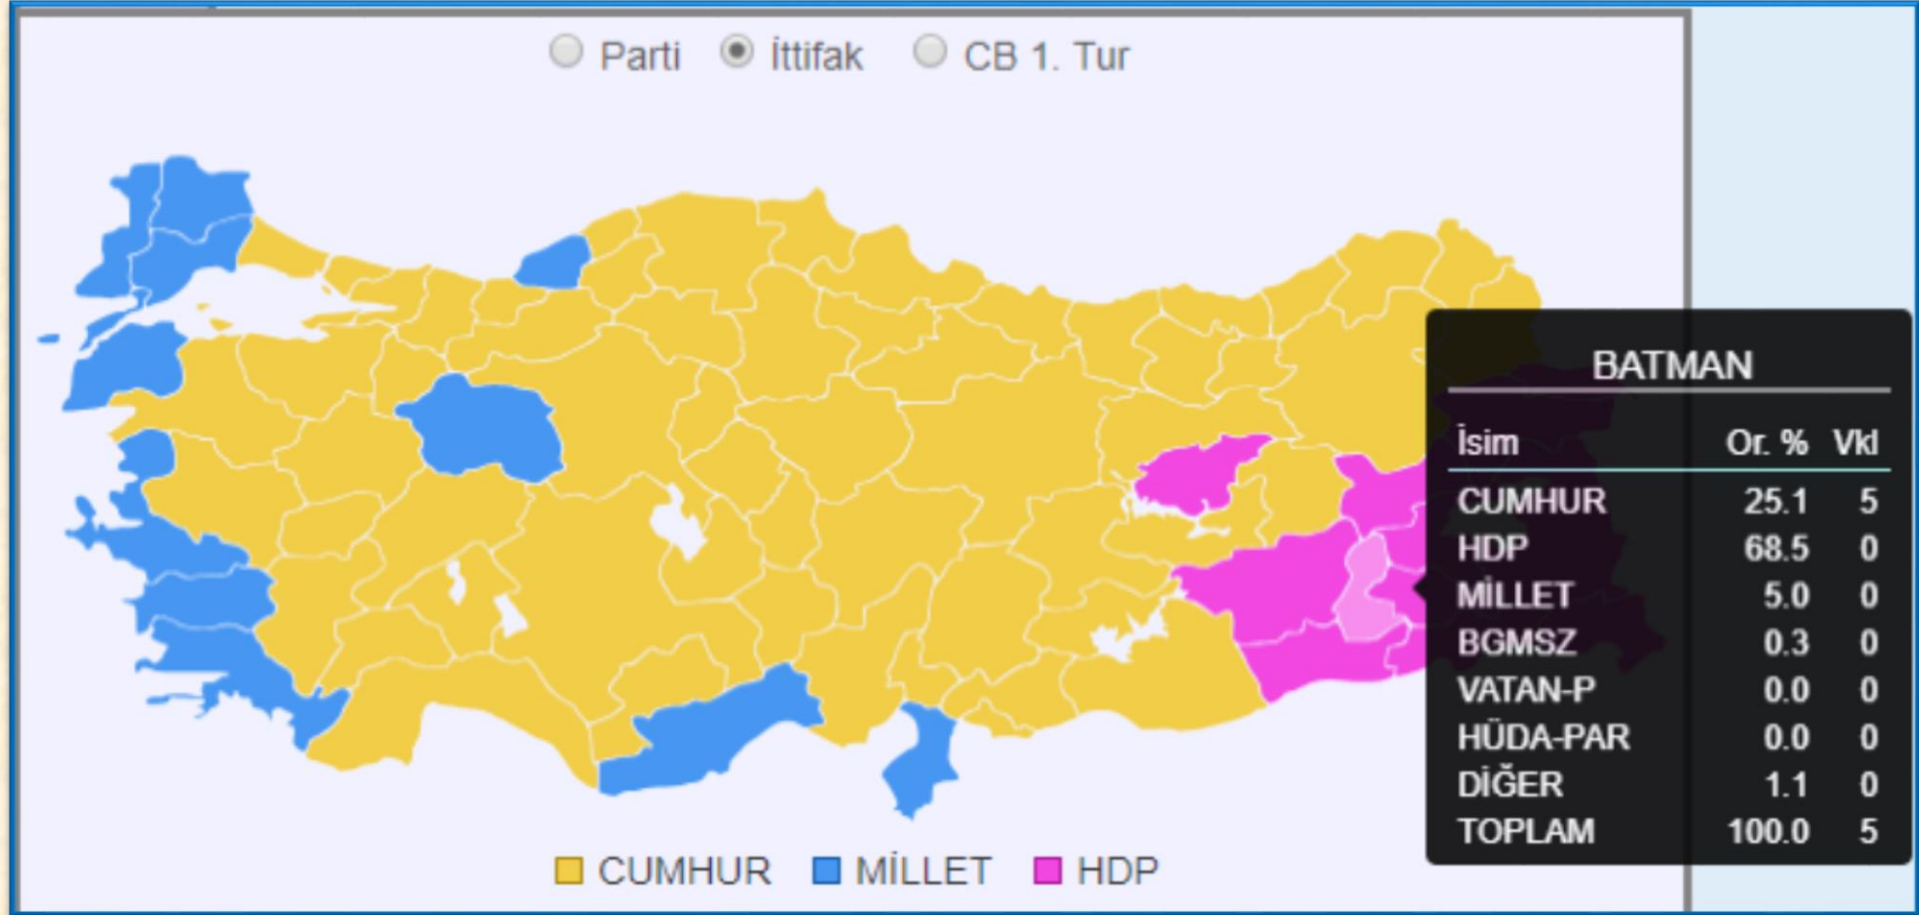 Parti İttifak CB 1. Tur
BATMAN
İsim Or. % Vkl
CUMHUR 25.1 5
HDP 68.5 0
MİLLET 5.0 0
BGMSZ 0.3 0
VATAN-P 0.0 0
HÜDA-PAR 0.0 0
DİĞER 1.1 0
TOPLAM 100.0 5
CUMHUR MİLLET HDP